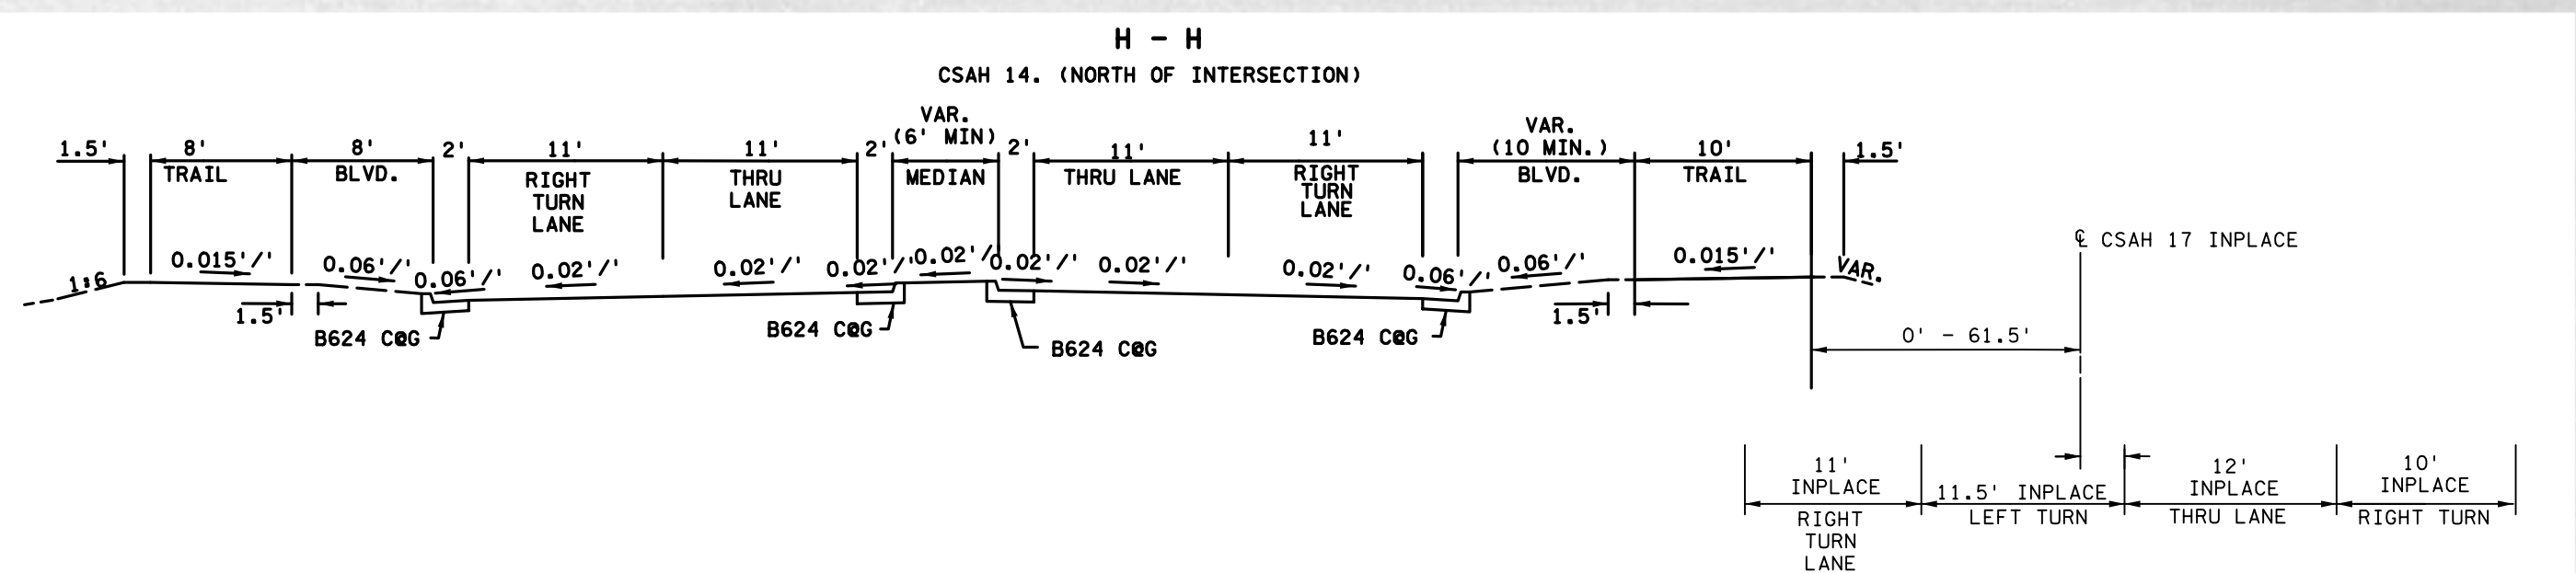 H - H
CSAH 14. (NORTH OF INTERSECTION)
1.5'
8'
TRAIL
8'
BLVD.
2'
11'
RIGHT
TURN
LANE
11'
THRU
LANE
2'
VAR.
(6' MIN)
MEDIAN
2'
11'
THRU LANE
11'
RIGHT
TURN
LANE
VAR.
(10 MIN.)
BLVD.
10'
TRAIL
1.5'
1:6
0.015'/'
0.06'/'
0.06'/'
0.02'/'
0.02'/'
0.02'/'
0.02'/'
0.02'/'
0.02'/'
0.02'/'
0.06'/'
0.06'/'
0.015'/'
VAR.
1.5'
B624 C@G
B624 C@G
B624 C@G
B624 C@G
1.5'
℄ CSAH 17 INPLACE
0' - 61.5'
11'
INPLACE
RIGHT
TURN
LANE
11.5' INPLACE
LEFT TURN
12'
INPLACE
THRU LANE
10'
INPLACE
RIGHT TURN